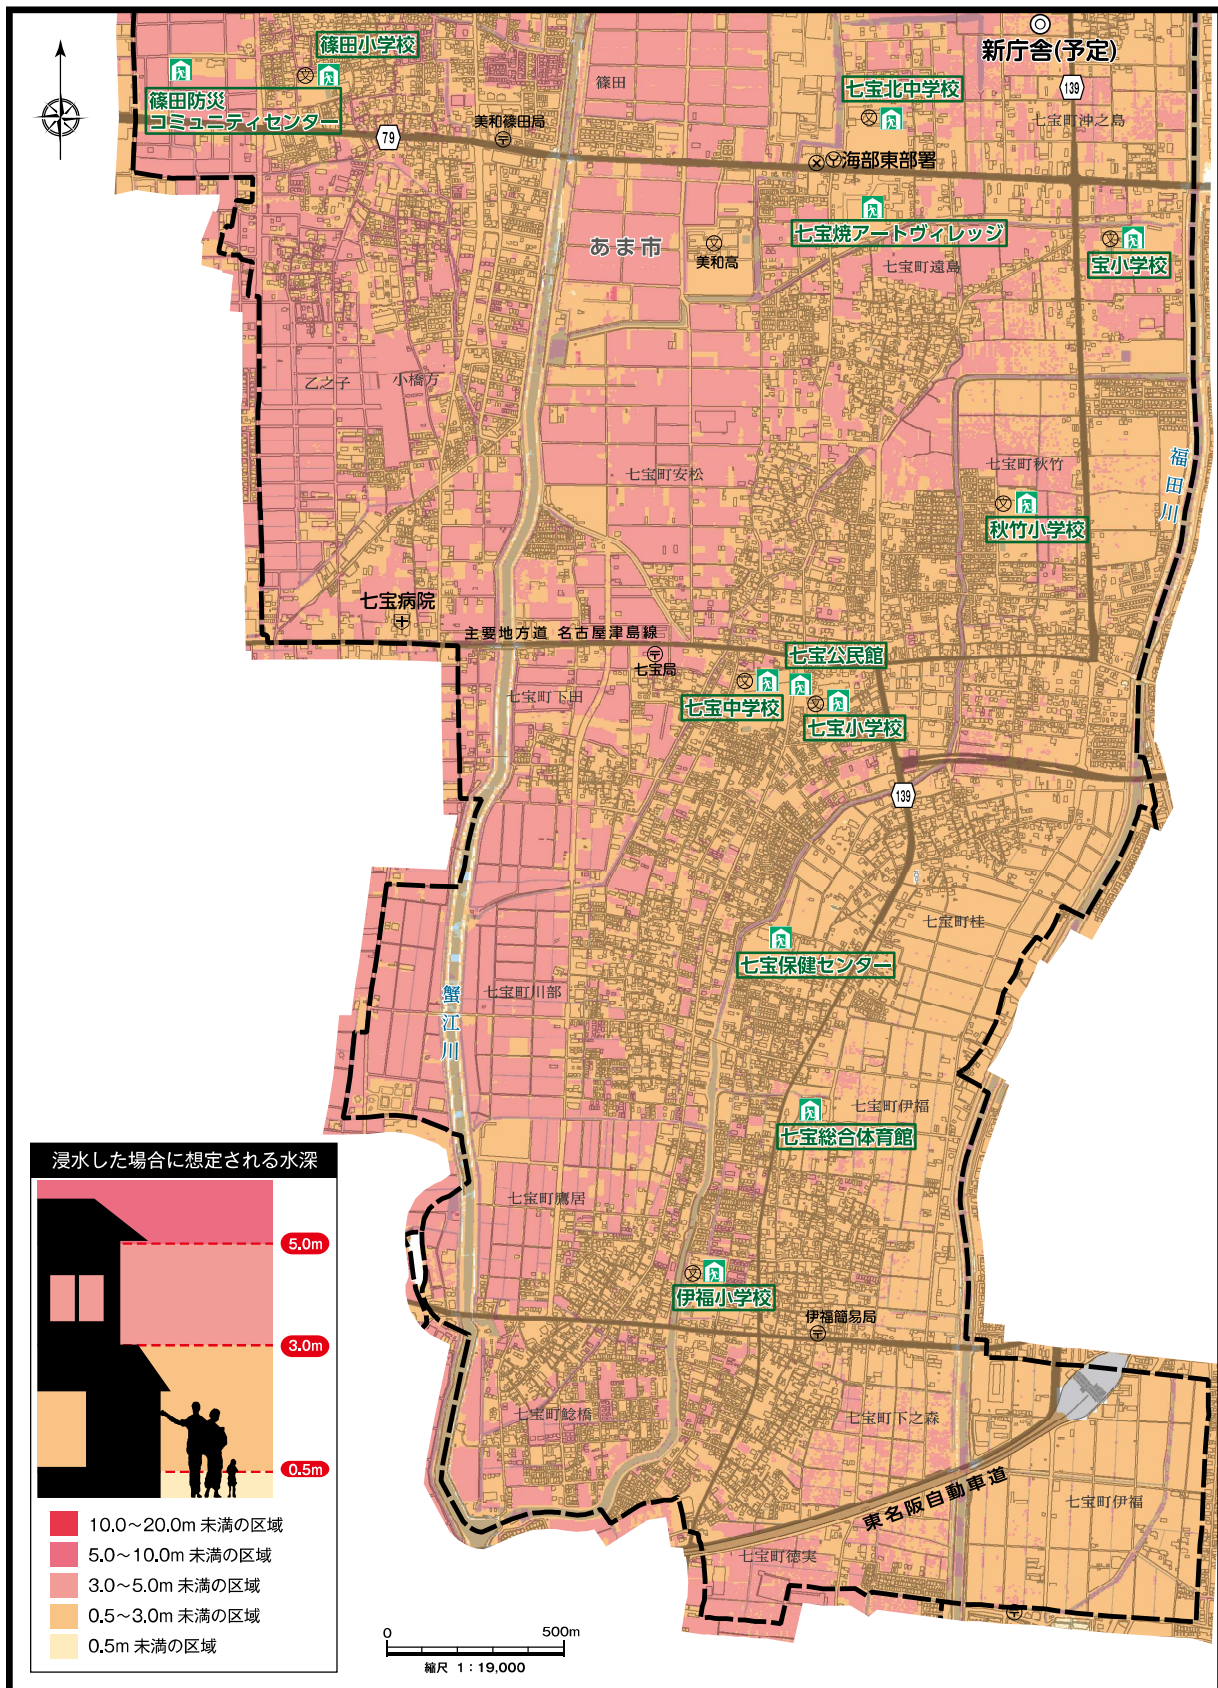 新庁舎(予定)
篠田小学校
篠田
139
篠田防災
コミュニティセンター
七宝北中学校
七宝町沖之島
美和篠田局
79
海部東部署
七宝焼アートヴィレッジ
あま市
美和高
七宝町遠島
宝小学校
乙之子
小橋方
七宝町安松
七宝町秋竹
福田川
秋竹小学校
七宝病院
主要地方道 名古屋津島線
七宝局
七宝公民館
七宝町下田
七宝中学校
七宝小学校
139
七宝町桂
七宝保健センター
七宝町川部
蟹江川
七宝町伊福
七宝総合体育館
七宝町鷹居
伊福小学校
伊福簡易局
七宝町鯰橋
七宝町下之森
東名阪自動車道
七宝町伊福
七宝町徳実
浸水した場合に想定される水深
5.0m
3.0m
0.5m
10.0～20.0m 未満の区域
5.0～10.0m 未満の区域
3.0～5.0m 未満の区域
0.5～3.0m 未満の区域
0.5m 未満の区域
0 500m
縮尺 1：19,000